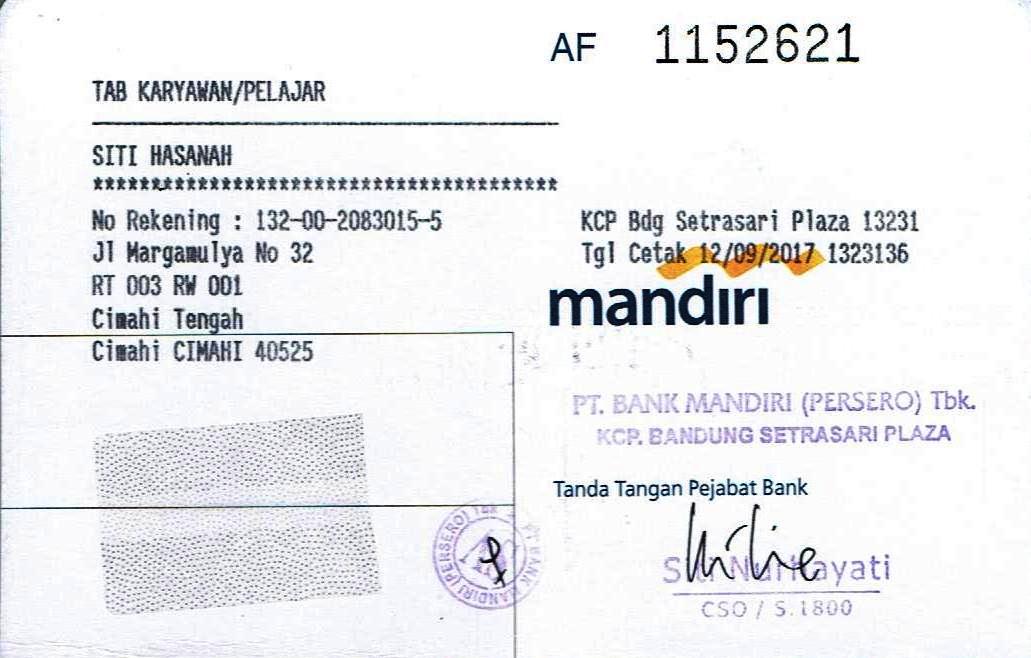 AF 1152621
TAB KARYAWAN/PELAJAR
SITI HASANAH
******************************************
No Rekening : 132-00-2083015-5
Jl Margamulya No 32
RT 003 RW 001
Cimahi Tengah
Cimahi CIMAHI 40525
KCP Bdg Setrasari Plaza 13231
Tgl Cetak 12/09/2017 1323136
mandırı
PT. BANK MANDIRI (PERSERO) Tbk.
KCP. BANDUNG SETRASARI PLAZA
Tanda Tangan Pejabat Bank
Siti Nurhayati
CSO / S.1800
PT BANK MANDIRI (PERSERO) Tbk